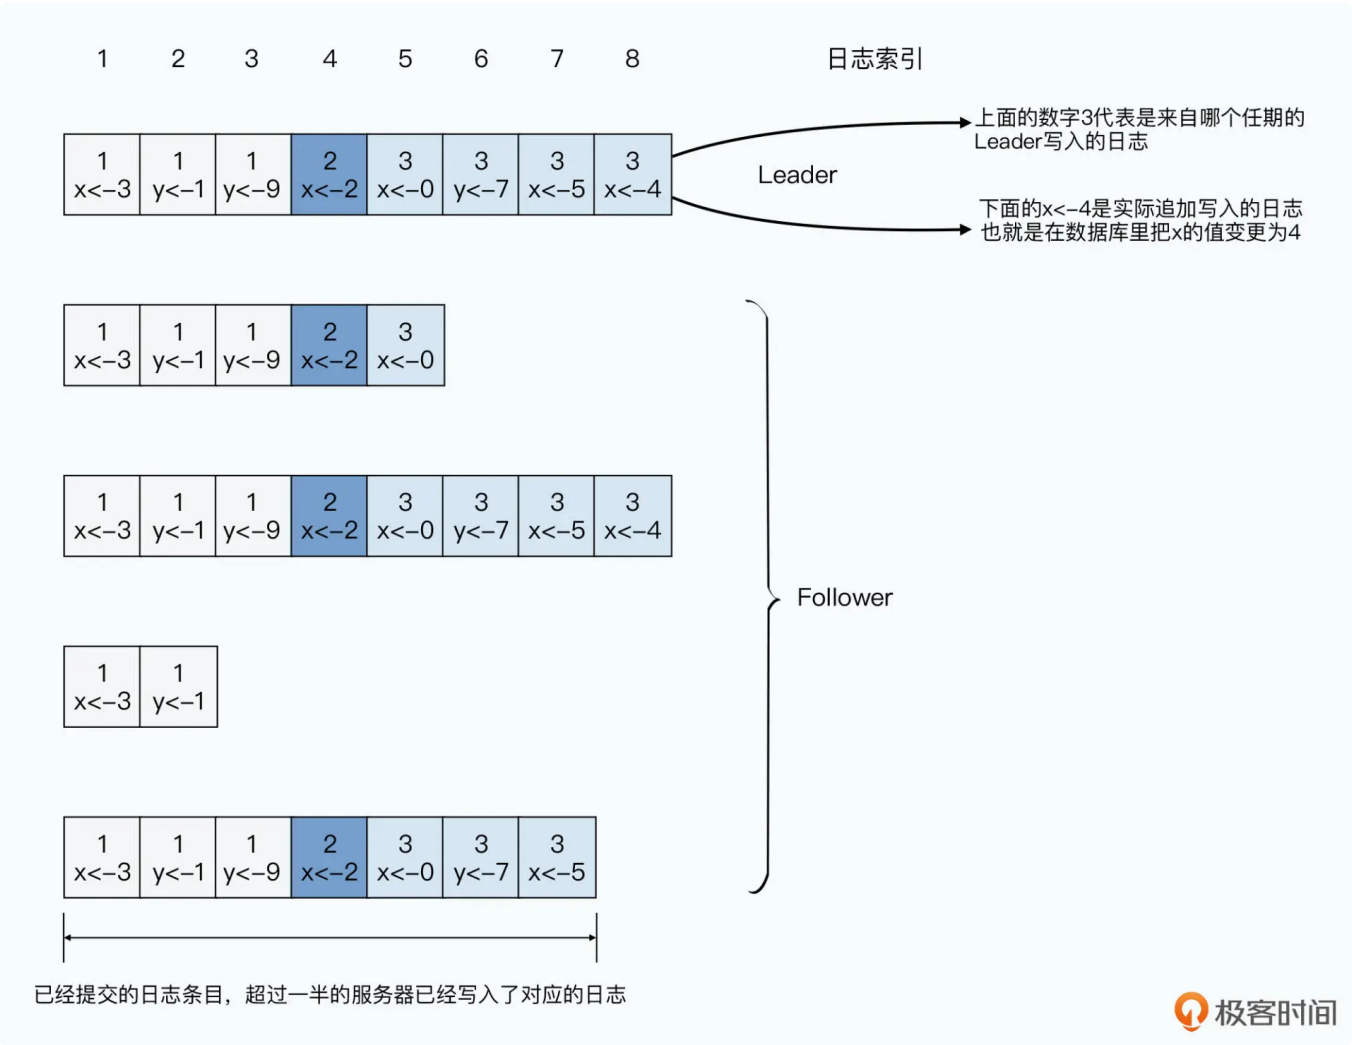 1 2 3 4 5 6 7 8 日志索引
上面的数字3代表是来自哪个任期的
Leader写入的日志
1 1 1 2 3 3 3 3
x<-3 y<-1 y<-9 x<-2 x<-0 y<-7 x<-5 x<-4
Leader
下面的x<-4是实际追加写入的日志
也就是在数据库里把x的值变更为4
1 1 1 2 3
x<-3 y<-1 y<-9 x<-2 x<-0
1 1 1 2 3 3 3 3
x<-3 y<-1 y<-9 x<-2 x<-0 y<-7 x<-5 x<-4
Follower
1 1
x<-3 y<-1
1 1 1 2 3 3 3
x<-3 y<-1 y<-9 x<-2 x<-0 y<-7 x<-5
已经提交的日志条目，超过一半的服务器已经写入了对应的日志
极客时间